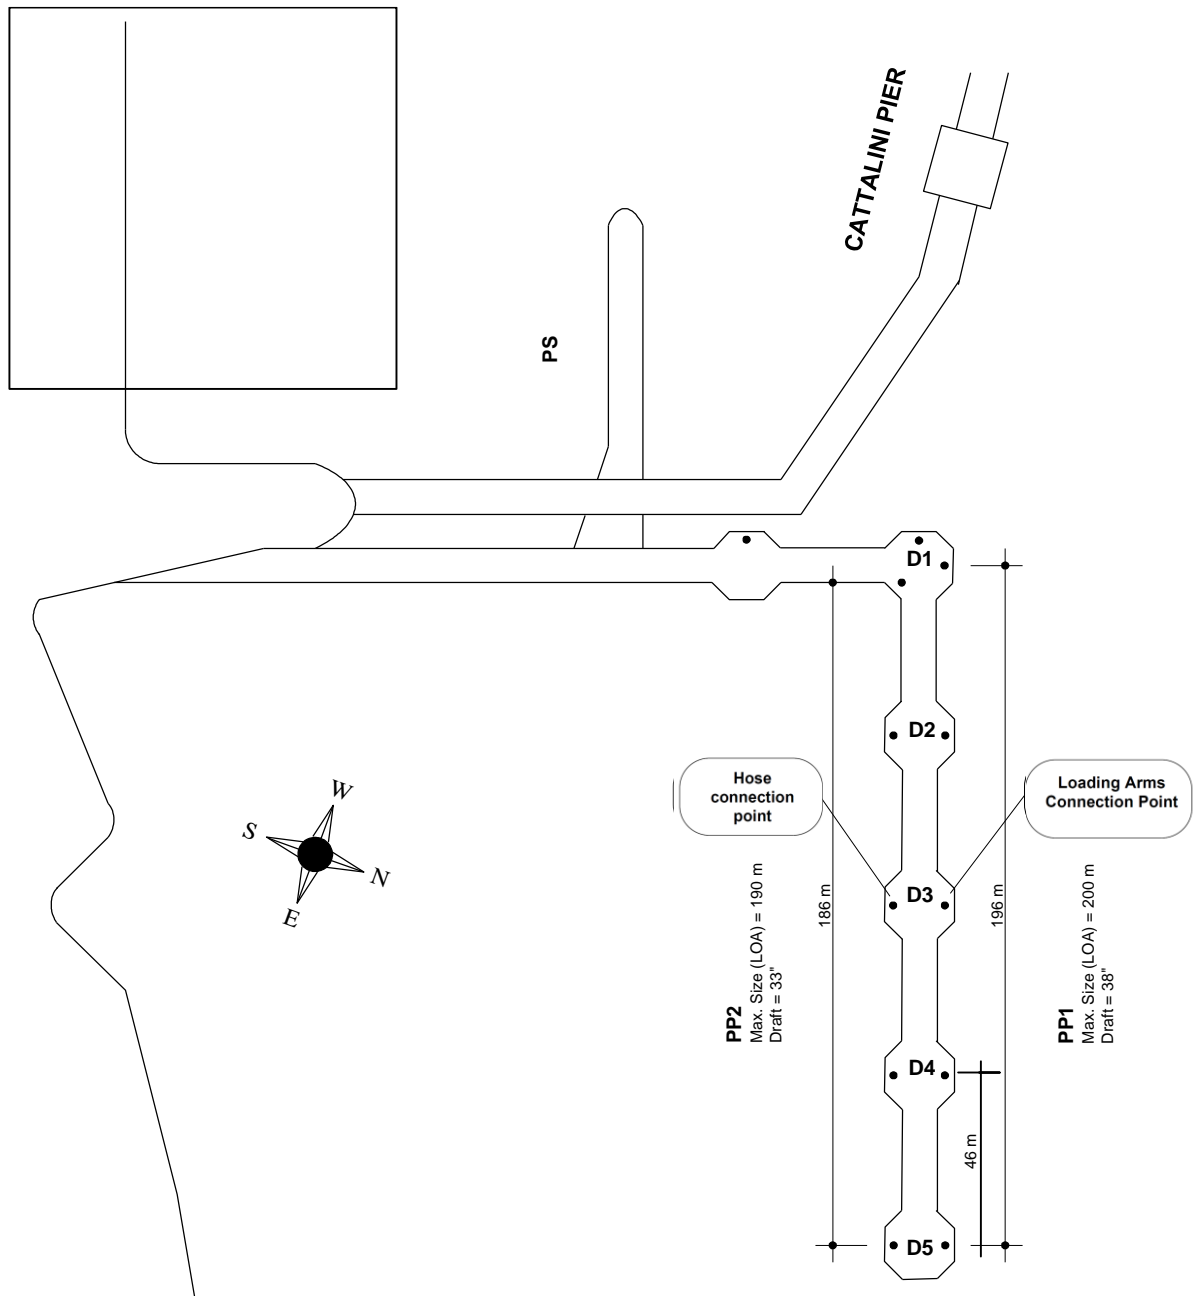 CATTALINI PIER
PS
D1
D2
Hose
connection
point
Loading Arms
Connection Point
W
S
N
E
D3
186 m
196 m
PP2
Max. Size (LOA) = 190 m
Draft = 33"
PP1
Max. Size (LOA) = 200 m
Draft = 38"
D4
46 m
D5